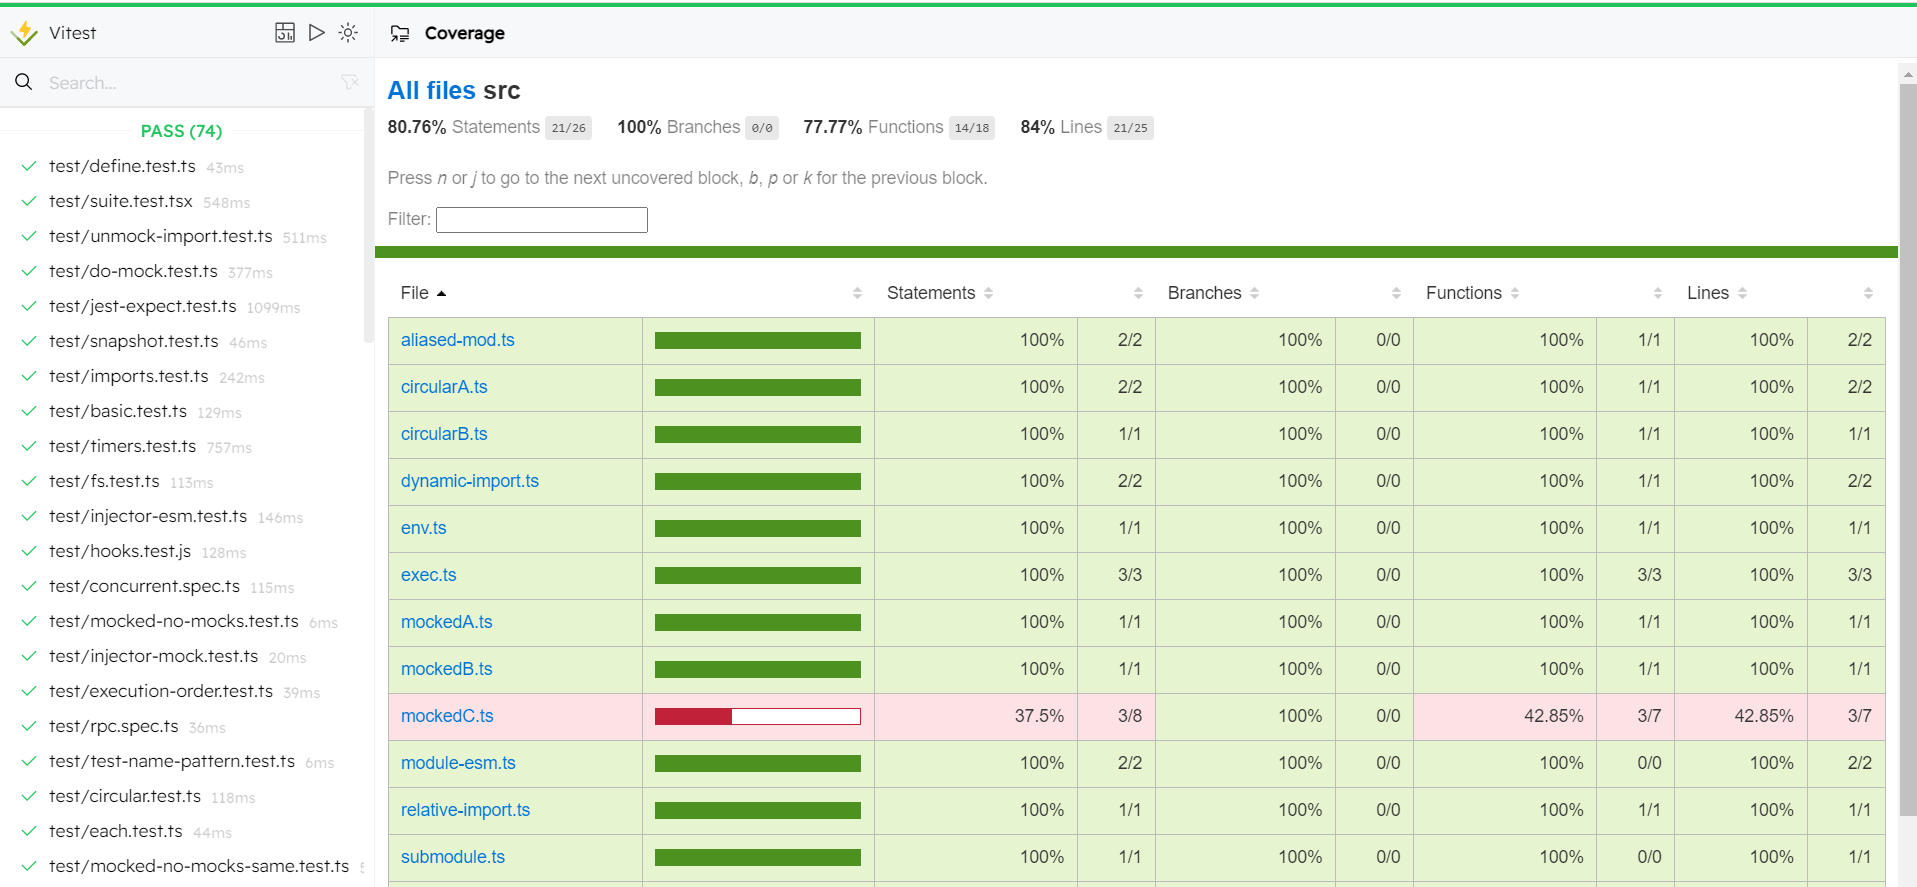 Vitest
Search...
PASS (74)
test/define.test.ts 43ms
test/suite.test.tsx 548ms
test/unmock-import.test.ts 511ms
test/do-mock.test.ts 377ms
test/jest-expect.test.ts 1099ms
test/snapshot.test.ts 46ms
test/imports.test.ts 242ms
test/basic.test.ts 129ms
test/timers.test.ts 757ms
test/fs.test.ts 113ms
test/injector-esm.test.ts 146ms
test/hooks.test.js 128ms
test/concurrent.spec.ts 115ms
test/mocked-no-mocks.test.ts 6ms
test/injector-mock.test.ts 20ms
test/execution-order.test.ts 39ms
test/rpc.spec.ts 36ms
test/test-name-pattern.test.ts 6ms
test/circular.test.ts 118ms
test/each.test.ts 44ms
test/mocked-no-mocks-same.test.ts
Coverage
All files src
80.76% Statements 21/26 100% Branches 0/0 77.77% Functions 14/18 84% Lines 21/25
Press n or j to go to the next uncovered block, b, p or k for the previous block.
Filter:
File Statements Branches Functions Lines
aliased-mod.ts 100% 2/2 100% 0/0 100% 1/1 100% 2/2
circularA.ts 100% 2/2 100% 0/0 100% 1/1 100% 2/2
circularB.ts 100% 1/1 100% 0/0 100% 1/1 100% 1/1
dynamic-import.ts 100% 2/2 100% 0/0 100% 1/1 100% 2/2
env.ts 100% 1/1 100% 0/0 100% 1/1 100% 1/1
exec.ts 100% 3/3 100% 0/0 100% 3/3 100% 3/3
mockedA.ts 100% 1/1 100% 0/0 100% 1/1 100% 1/1
mockedB.ts 100% 1/1 100% 0/0 100% 1/1 100% 1/1
mockedC.ts 37.5% 3/8 100% 0/0 42.85% 3/7 42.85% 3/7
module-esm.ts 100% 2/2 100% 0/0 100% 0/0 100% 2/2
relative-import.ts 100% 1/1 100% 0/0 100% 1/1 100% 1/1
submodule.ts 100% 1/1 100% 0/0 100% 0/0 100% 1/1